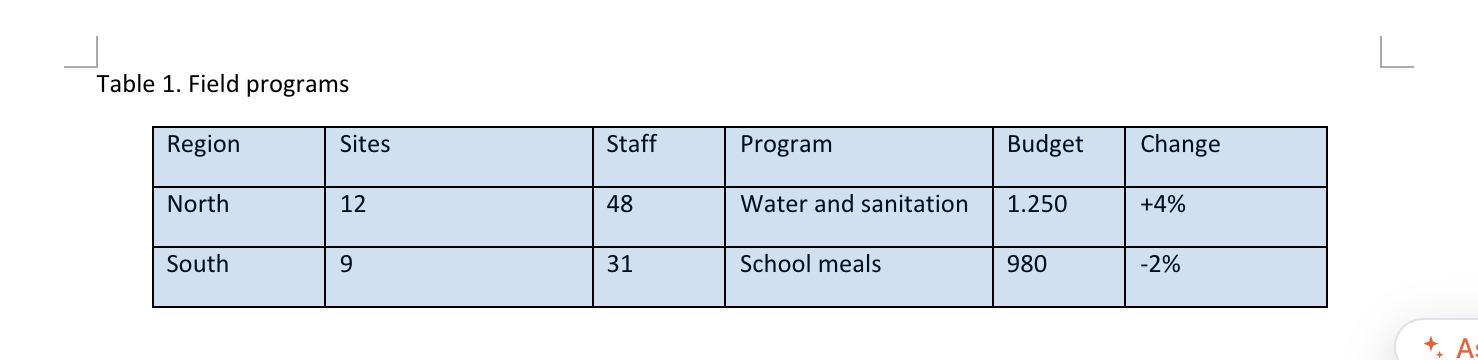 Table 1. Field programs
Region Sites Staff Program Budget Change
North 12 48 Water and sanitation 1.250 +4%
South 9 31 School meals 980 -2%